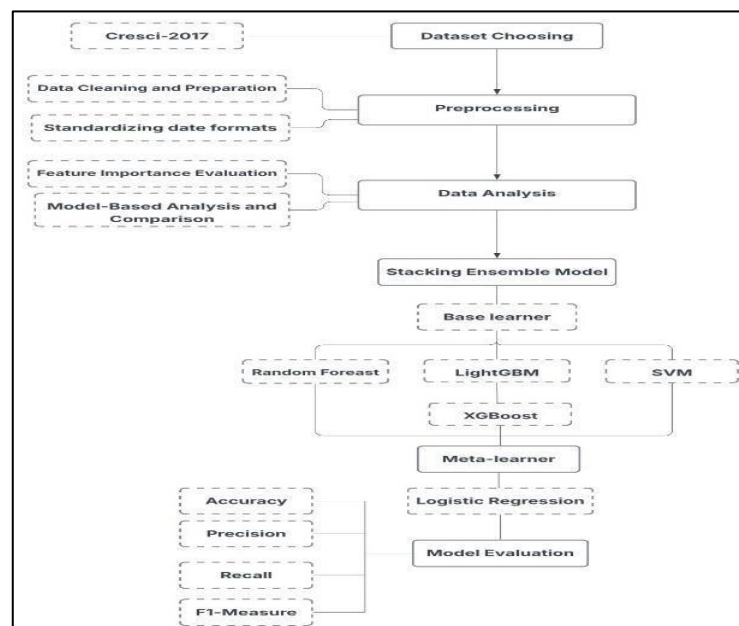 Cresci-2017
Dataset Choosing
Data Cleaning and Preparation
Preprocessing
Standardizing date formats
Feature Importance Evaluation
Data Analysis
Model-Based Analysis and
Comparison
Stacking Ensemble Model
Base learner
Random Foreast
LightGBM
SVM
XGBoost
Meta-learner
Accuracy
Logistic Regression
Precision
Model Evaluation
Recall
F1-Measure